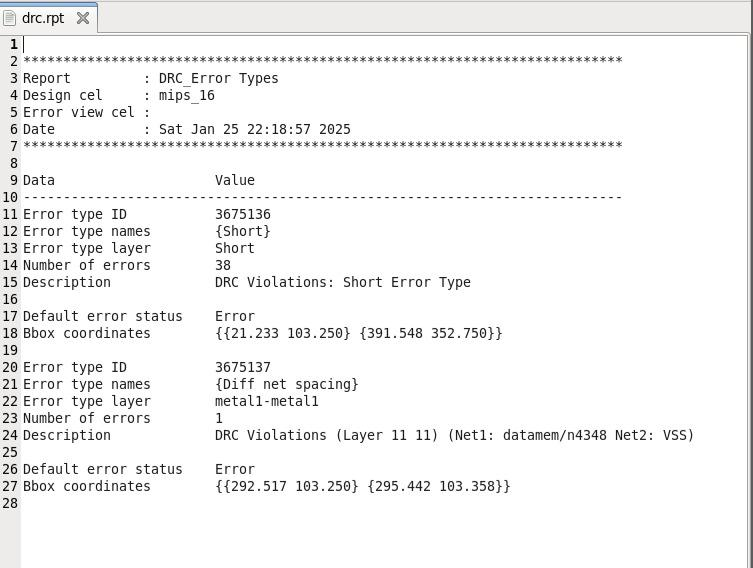 drc.rpt
1
2 ***************************************************************************
3 Report : DRC_Error Types
4 Design cel : mips_16
5 Error view cel :
6 Date : Sat Jan 25 22:18:57 2025
7 ***************************************************************************
8
9 Data Value
10 ---------------------------------------------------------------------------
11 Error type ID 3675136
12 Error type names {Short}
13 Error type layer Short
14 Number of errors 38
15 Description DRC Violations: Short Error Type
16
17 Default error status Error
18 Bbox coordinates {{21.233 103.250} {391.548 352.750}}
19
20 Error type ID 3675137
21 Error type names {Diff net spacing}
22 Error type layer metal1-metal1
23 Number of errors 1
24 Description DRC Violations (Layer 11 11) (Net1: datamem/n4348 Net2: VSS)
25
26 Default error status Error
27 Bbox coordinates {{292.517 103.250} {295.442 103.358}}
28